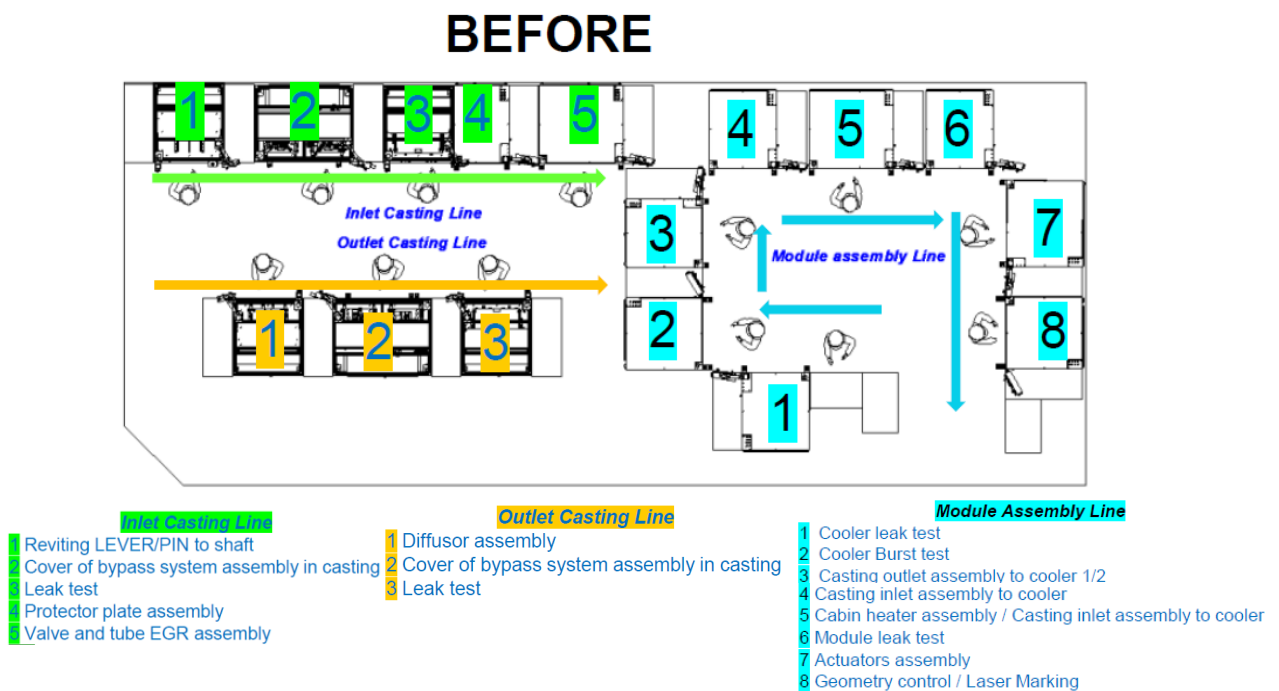 BEFORE
1 2 3 4 5
4 5 6
Inlet Casting Line
Outlet Casting Line
3
7
Module assembly Line
1 2 3
2
8
1
Inlet Casting Line
1 Reviting LEVER/PIN to shaft
2 Cover of bypass system assembly in casting
3 Leak test
4 Protector plate assembly
5 Valve and tube EGR assembly
Outlet Casting Line
1 Diffusor assembly
2 Cover of bypass system assembly in casting
3 Leak test
Module Assembly Line
1 Cooler leak test
2 Cooler Burst test
3 Casting outlet assembly to cooler 1/2
4 Casting inlet assembly to cooler
5 Cabin heater assembly / Casting inlet assembly to cooler
6 Module leak test
7 Actuators assembly
8 Geometry control / Laser Marking